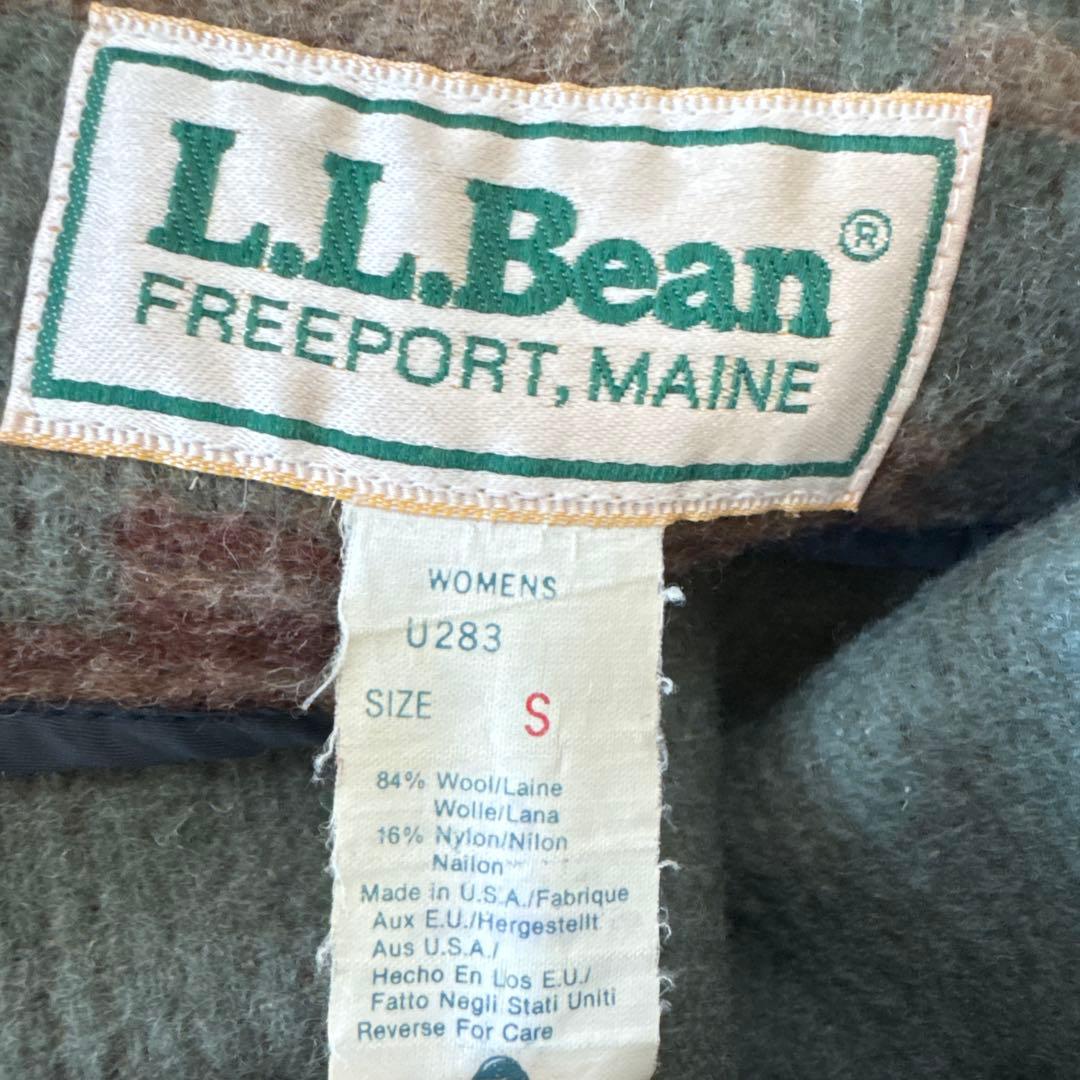 L.L.Bean®
FREEPORT, MAINE
WOMENS
U283
SIZE S
84% Wool/Laine
Wolle/Lana
16% Nylon/Nilon
Nailon
Made in U.S.A./Fabrique
Aux E.U./Hergestellt
Aus U.S.A./
Hecho En Los E.U./
Fatto Negli Stati Uniti
Reverse For Care